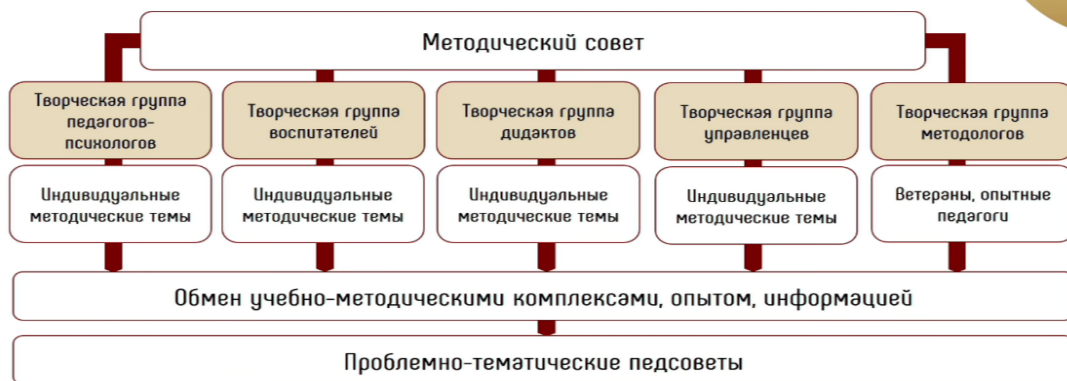 Методический совет
Творческая группа
педагогов-
психологов
Творческая группа
воспитателей
Творческая группа
дидактов
Творческая группа
управленцев
Творческая группа
методологов
Индивидуальные
методические темы
Индивидуальные
методические темы
Индивидуальные
методические темы
Индивидуальные
методические темы
Ветераны, опытные
педагоги
Обмен учебно-методическими комплексами, опытом, информацией
Проблемно-тематические педсоветы